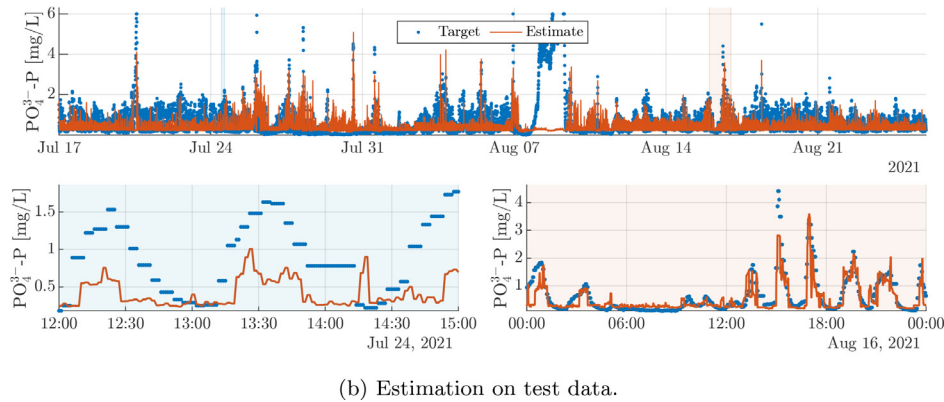 PO₄³⁻-P [mg/L]
6
4
2
Target Estimate
Jul 17 Jul 24 Jul 31 Aug 07 Aug 14 Aug 21
2021
PO₄³⁻-P [mg/L]
1.5
1
0.5
12:00 12:30 13:00 13:30 14:00 14:30 15:00
Jul 24, 2021
PO₄³⁻-P [mg/L]
4
3
2
1
00:00 06:00 12:00 18:00 00:00
Aug 16, 2021
(b) Estimation on test data.